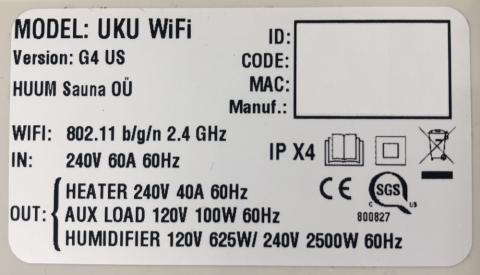 MODEL: UKU WiFi
Version: G4 US
HUUM Sauna OÜ
ID:
CODE:
MAC:
Manuf.:
WIFI: 802.11 b/g/n 2.4 GHz
IN: 240V 60A 60Hz
IP X4
CE
SGS
C US
800827
OUT:
HEATER 240V 40A 60Hz
AUX LOAD 120V 100W 60Hz
HUMIDIFIER 120V 625W/ 240V 2500W 60Hz